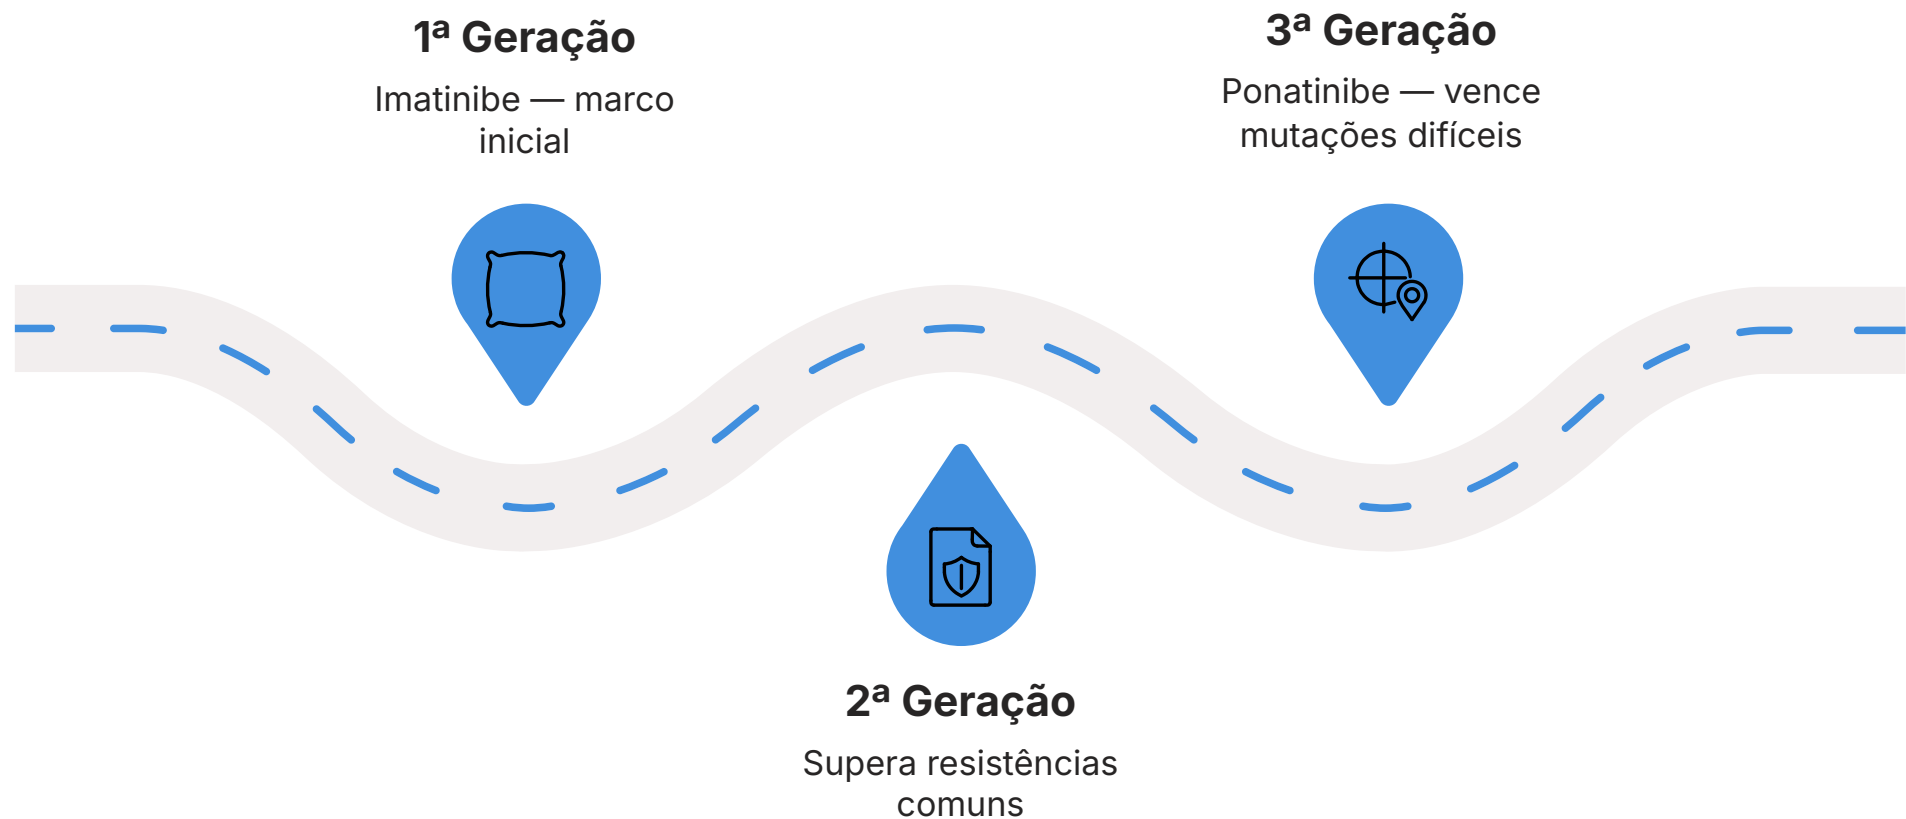 1ª Geração
Imatinibe — marco
inicial
2ª Geração
Supera resistências
comuns
3ª Geração
Ponatinibe — vence
mutações difíceis